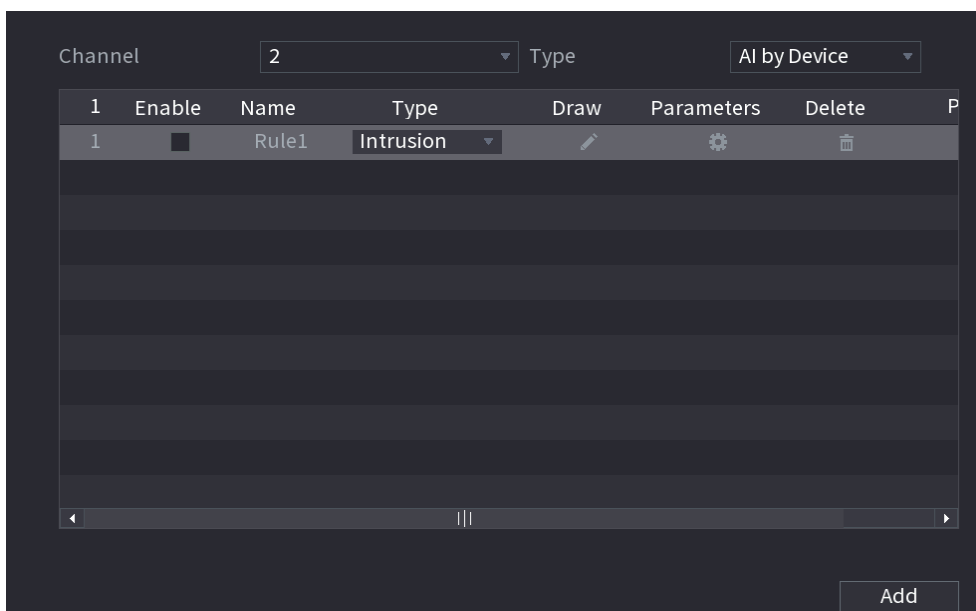 Channel 2 Type AI by Device
1 Enable Name Type Draw Parameters Delete P
1 Rule1 Intrusion
Add